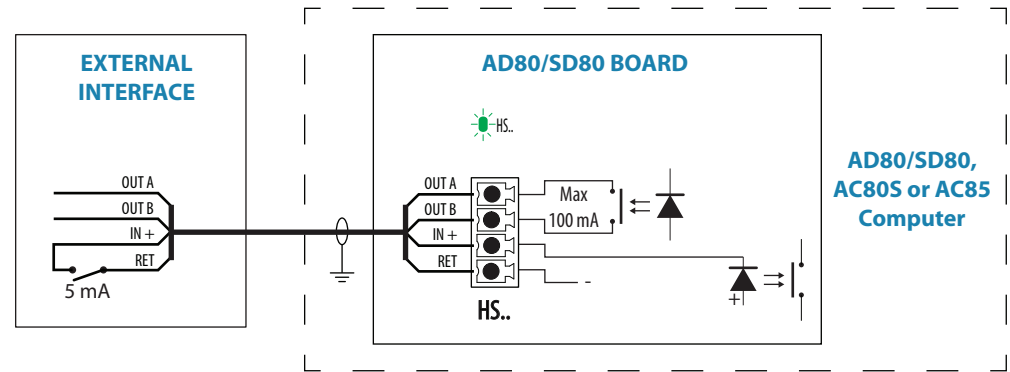 EXTERNAL
INTERFACE
OUT A
OUT B
IN +
RET
5 mA
AD80/SD80 BOARD
HS..
OUT A
OUT B
IN +
RET
HS..
Max
100 mA
-
+
AD80/SD80,
AC80S or AC85
Computer